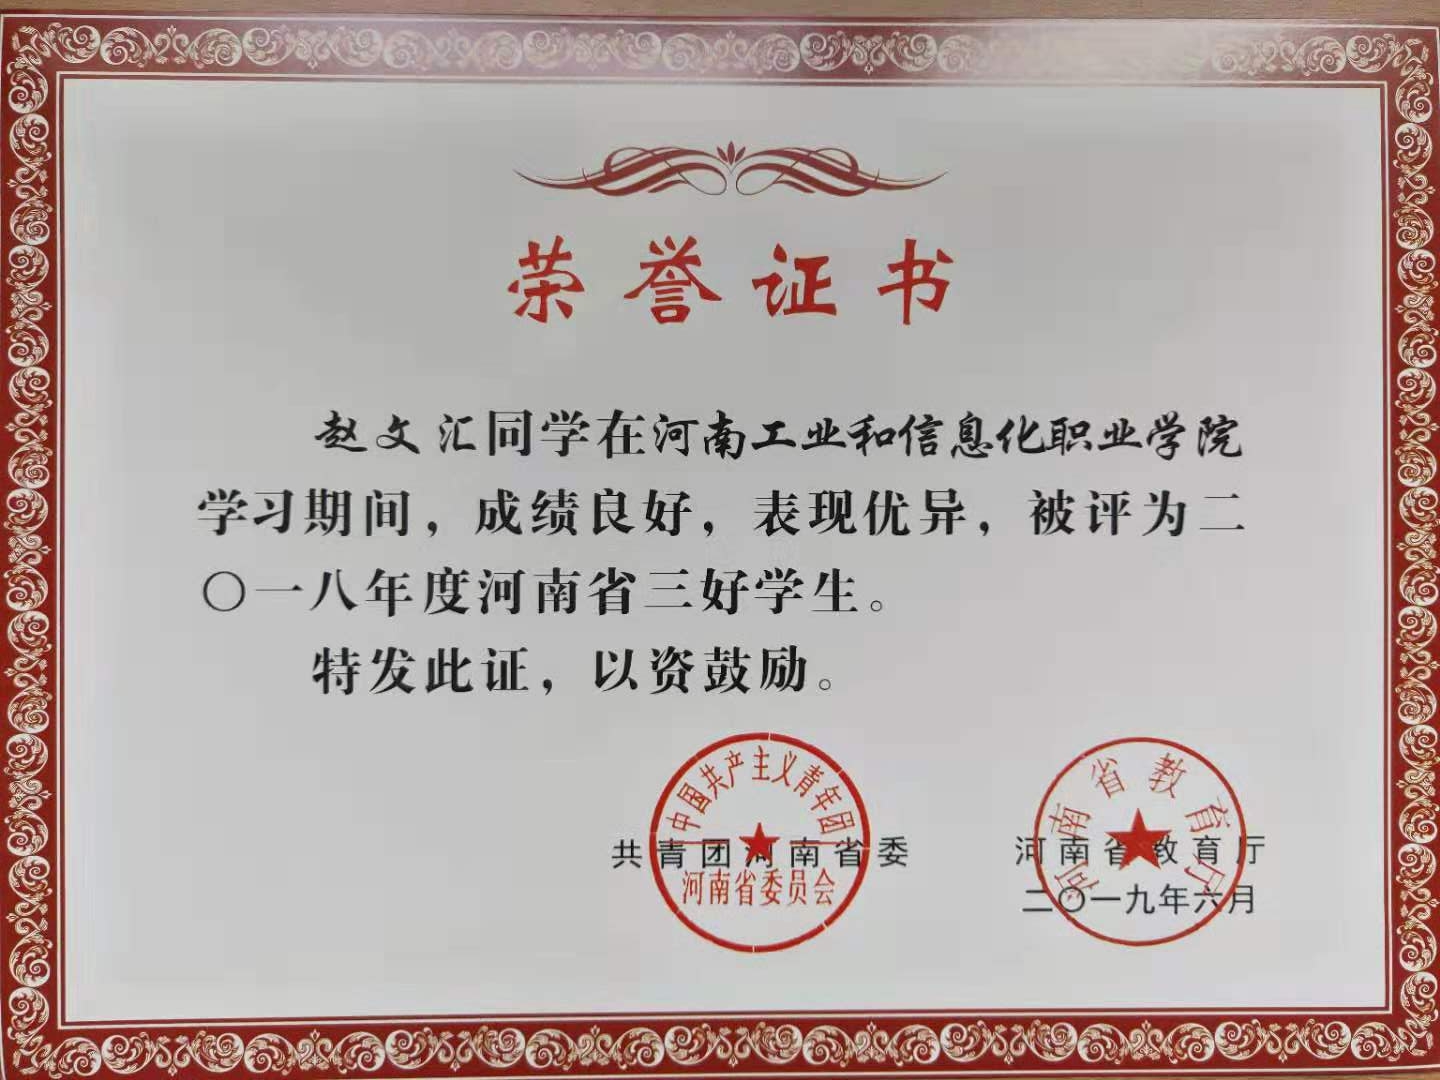 荣誉证书
赵文汇同学在河南工业和信息化职业学院
学习期间，成绩良好，表现优异，被评为二
〇一八年度河南省三好学生。
特发此证，以资鼓励。
中国共产主义青年团
河南省委员会
共青团河南省委
河南省教育厅
河南省教育厅
二〇一九年六月